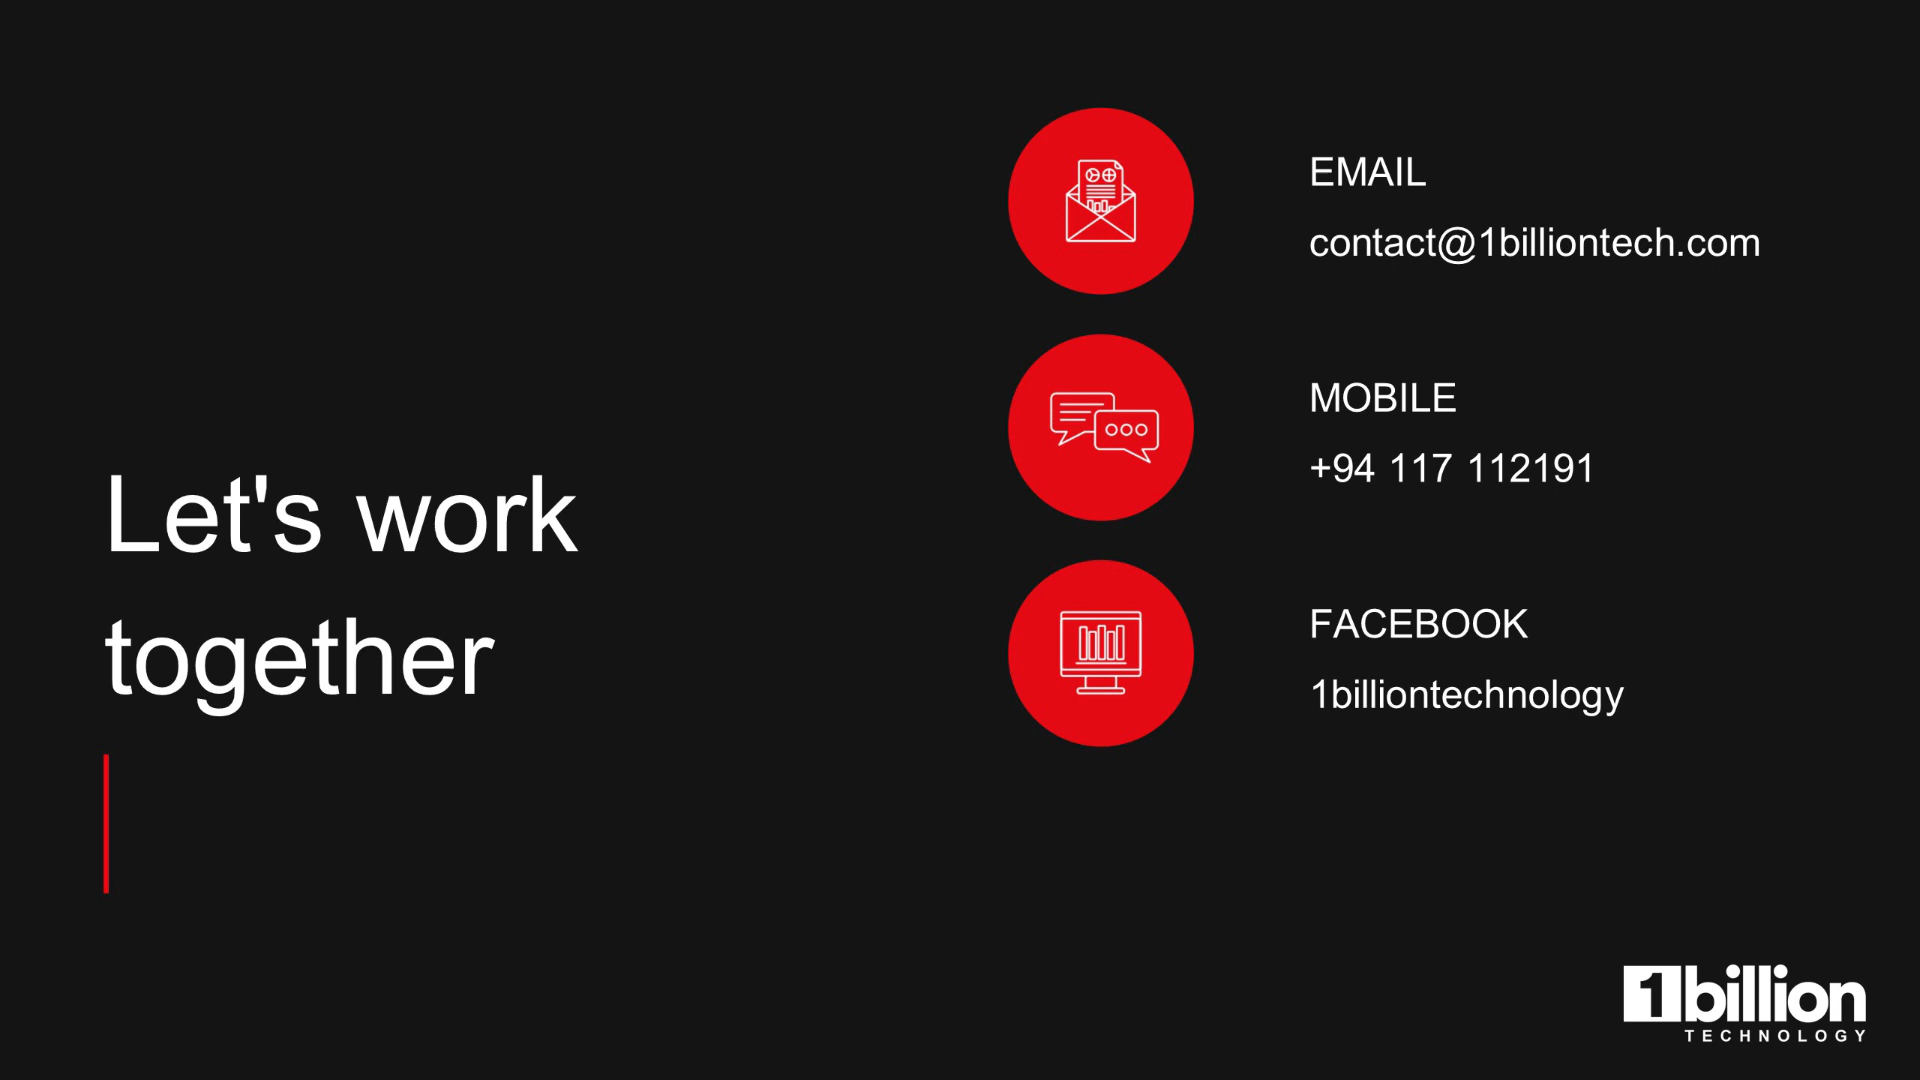 Let's work
together
EMAIL
contact@1billiontech.com
MOBILE
+94 117 112191
FACEBOOK
1billiontechnology
1billion
TECHNOLOGY